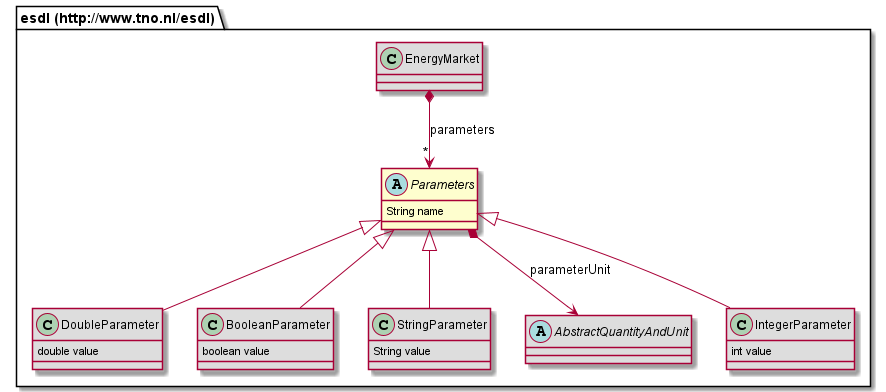 esdl (http://www.tno.nl/esdl)
C EnergyMarket
parameters
*
A Parameters
String name
parameterUnit
C DoubleParameter
double value
C BooleanParameter
boolean value
C StringParameter
String value
A AbstractQuantityAndUnit
C IntegerParameter
int value